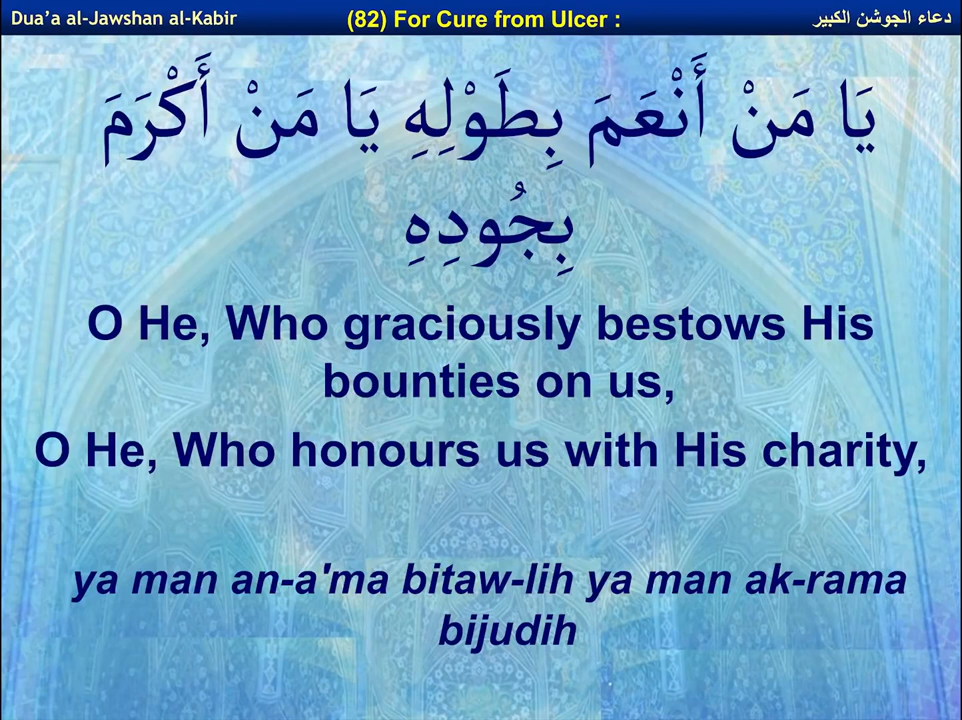 Dua’a al-Jawshan al-Kabir
(82) For Cure from Ulcer :
دعاء الجوشن الكبير
يَا مَنْ أَنْعَمَ بِطَوْلِهِ يَا مَنْ أَكْرَمَ
بِجُودِهِ
O He, Who graciously bestows His
bounties on us,
O He, Who honours us with His charity,
ya man an-a'ma bitaw-lih ya man ak-rama
bijudih